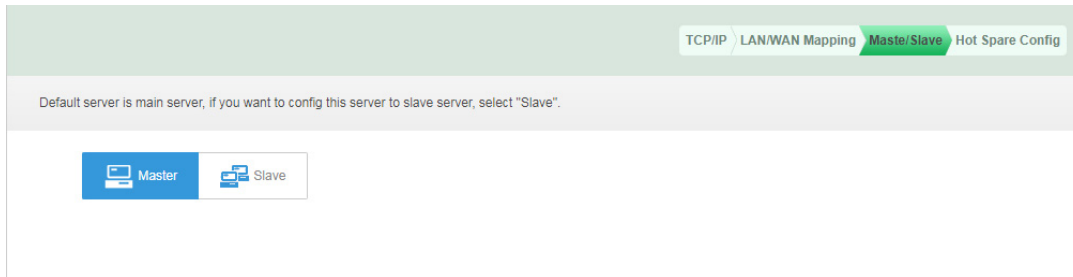 TCP/IP LAN/WAN Mapping Maste/Slave Hot Spare Config
Default server is main server, if you want to config this server to slave server, select "Slave".
Master Slave